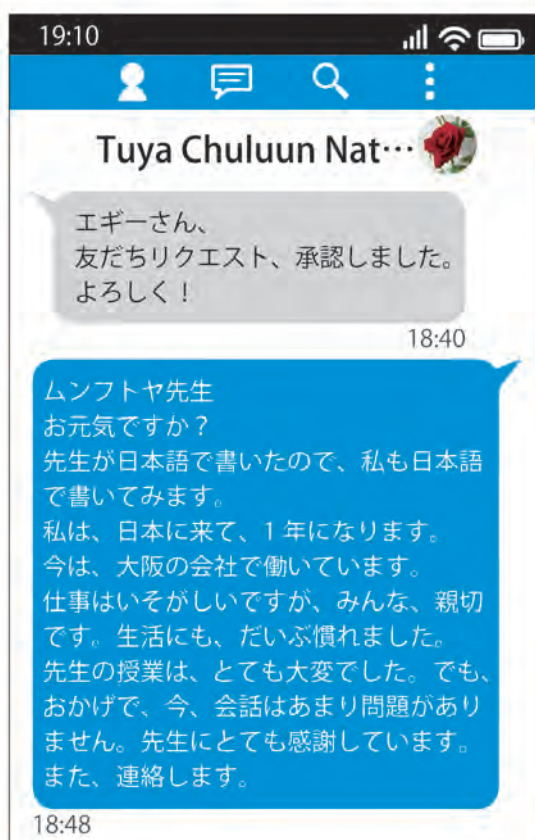 19:10
Tuya Chuluun Nat…
エギーさん、
友だちリクエスト、承認しました。
よろしく！
18:40
ムンフトヤ先生
お元気ですか？
先生が日本語で書いたので、私も日本語
で書いてみます。
私は、日本に来て、1年になります。
今は、大阪の会社で働いています。
仕事はいそがしいですが、みんな、親切
です。生活にも、だいぶ慣れました。
先生の授業は、とても大変でした。でも、
おかげで、今、会話はあまり問題があり
ません。先生にとても感謝しています。
また、連絡します。
18:48